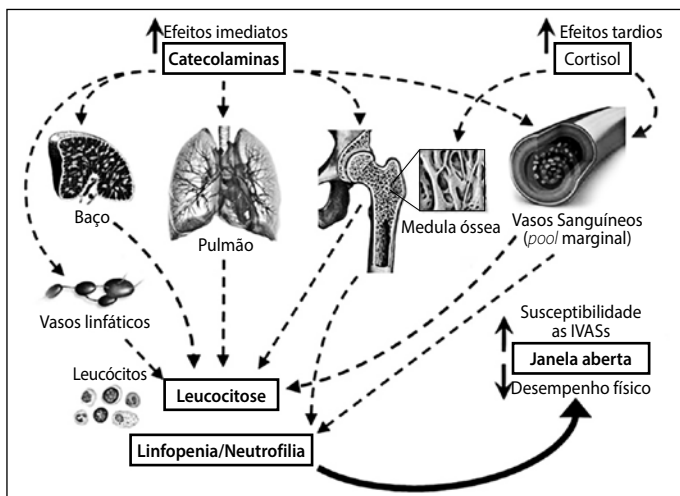 Efeitos imediatos
Catecolaminas
Efeitos tardios
Cortisol
Baço
Pulmão
Medula óssea
Vasos Sanguíneos
(pool marginal)
Vasos linfáticos
Susceptibilidade
as IVASs
Janela aberta
Desempenho físico
Leucócitos
Leucocitose
Linfopenia/Neutrofilia